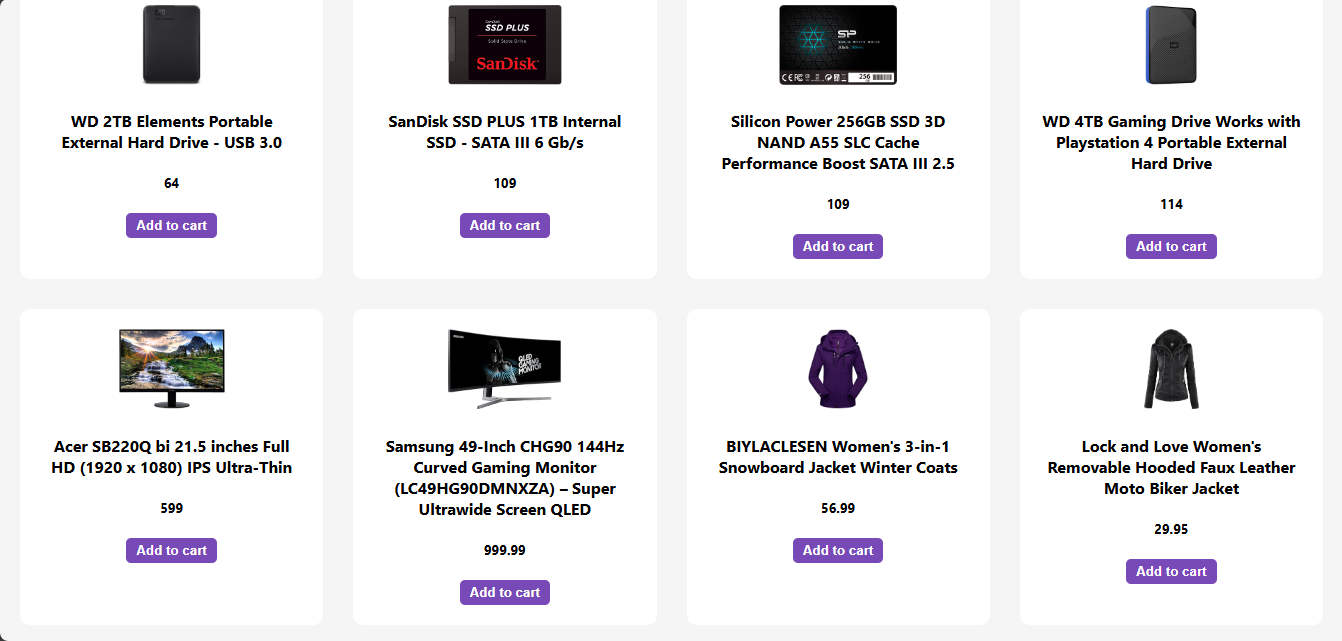 SanDisk
SSD PLUS
Solid State Drive
SanDisk
SP
256
WD 2TB Elements Portable
External Hard Drive - USB 3.0
64
Add to cart
SanDisk SSD PLUS 1TB Internal
SSD - SATA III 6 Gb/s
109
Add to cart
Silicon Power 256GB SSD 3D
NAND A55 SLC Cache
Performance Boost SATA III 2.5
109
Add to cart
WD 4TB Gaming Drive Works with
Playstation 4 Portable External
Hard Drive
114
Add to cart
QLED
GAMING
MONITOR
Acer SB220Q bi 21.5 inches Full
HD (1920 x 1080) IPS Ultra-Thin
599
Add to cart
Samsung 49-Inch CHG90 144Hz
Curved Gaming Monitor
(LC49HG90DMNXZA) – Super
Ultrawide Screen QLED
999.99
Add to cart
BIYLACLESEN Women's 3-in-1
Snowboard Jacket Winter Coats
56.99
Add to cart
Lock and Love Women's
Removable Hooded Faux Leather
Moto Biker Jacket
29.95
Add to cart